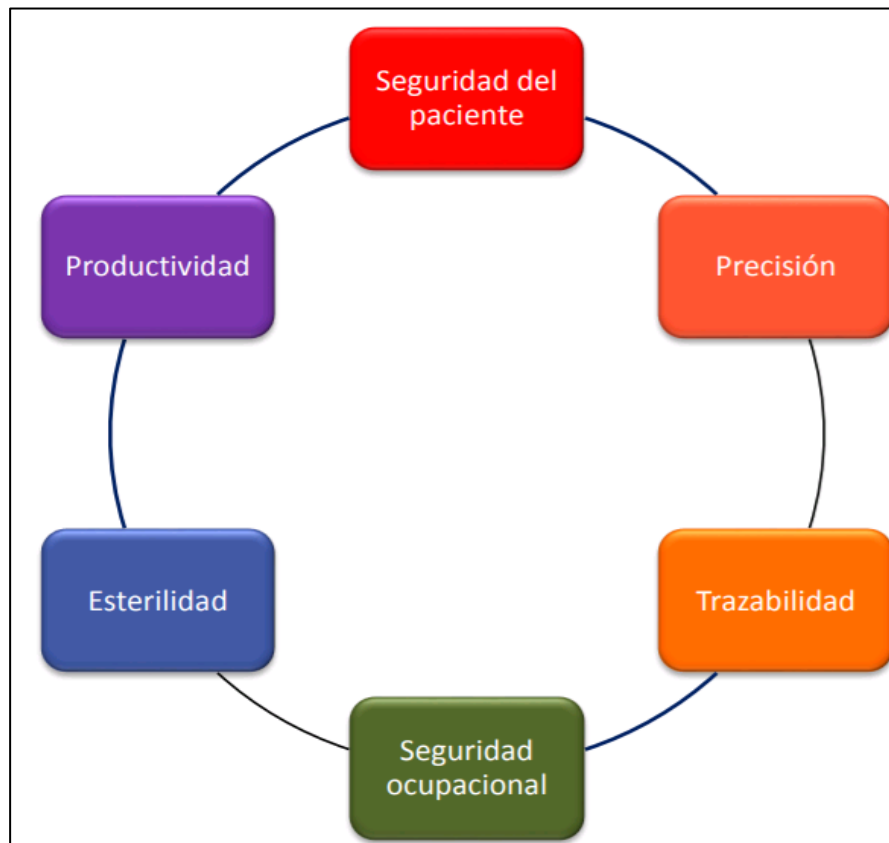 Seguridad del
paciente
Productividad
Precisión
Esterilidad
Trazabilidad
Seguridad
ocupacional